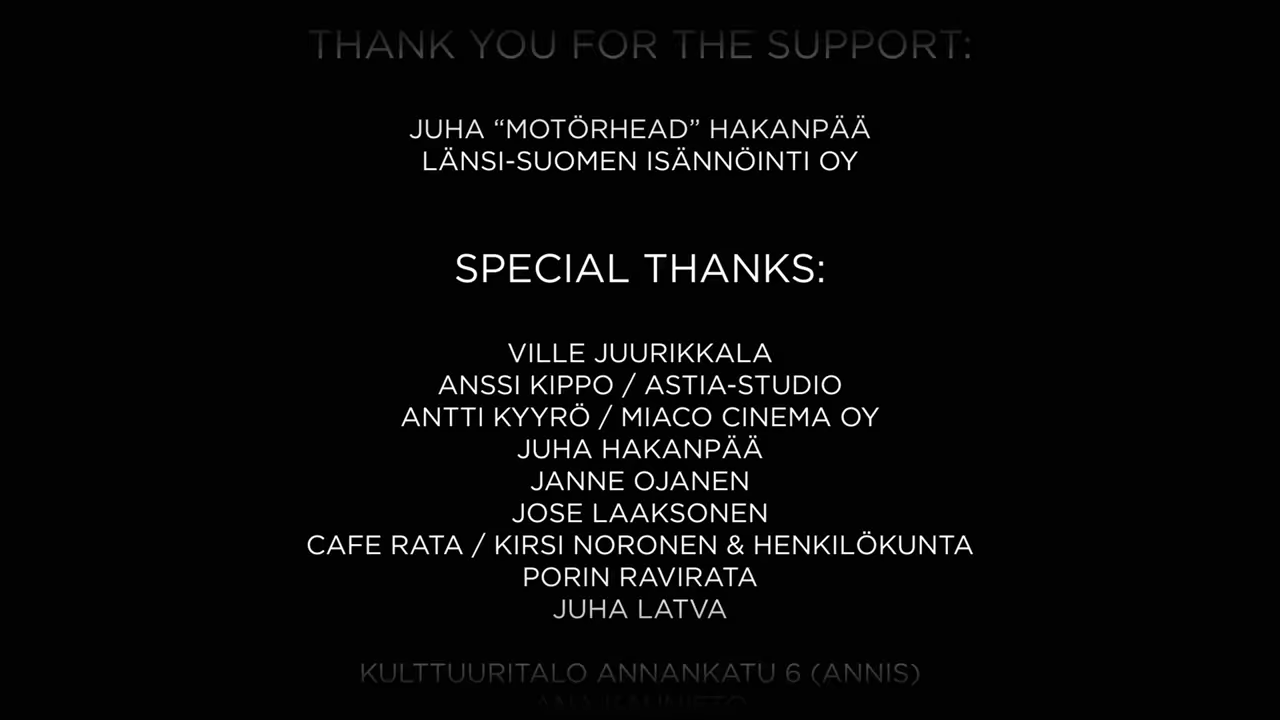 THANK YOU FOR THE SUPPORT:
JUHA “MOTÖRHEAD” HAKANPÄÄ
LÄNSI-SUOMEN ISÄNNÖINTI OY
SPECIAL THANKS:
VILLE JUURIKKALA
ANSSI KIPPO / ASTIA-STUDIO
ANTTI KYYRÖ / MIACO CINEMA OY
JUHA HAKANPÄÄ
JANNE OJANEN
JOSE LAAKSONEN
CAFE RATA / KIRSI NORONEN & HENKILÖKUNTA
PORIN RAVIRATA
JUHA LATVA
KULTTUURITALO ANNANKATU 6 (ANNIS)